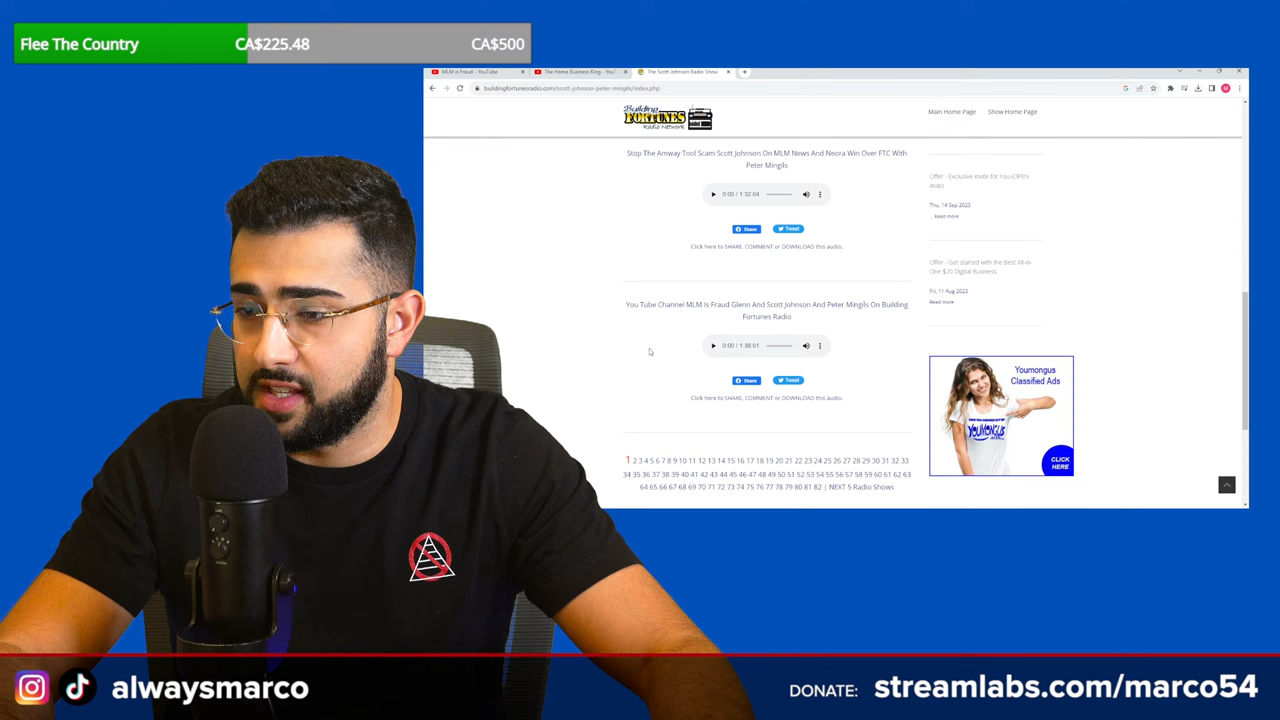 Flee The Country CA$225.48 CA$500
MLM is Fraud - YouTube
The Home Business King - YouT
The Scott Johnson Radio Show
buildingfortunesradio.com/scott-johnson-peter-mingils/index.php
Building
FORTUNES
Radio Network
Main Home Page Show Home Page
Stop The Amway Tool Scam Scott Johnson On MLM News And Neora Win Over FTC With
Peter Mingils
0:00 / 1:32:04
Share Tweet
Click here to SHARE, COMMENT or DOWNLOAD this audio.
You Tube Channel MLM Is Fraud Glenn And Scott Johnson And Peter Mingils On Building
Fortunes Radio
0:00 / 1:38:01
Share Tweet
Click here to SHARE, COMMENT or DOWNLOAD this audio.
1 2 3 4 5 6 7 8 9 10 11 12 13 14 15 16 17 18 19 20 21 22 23 24 25 26 27 28 29 30 31 32 33
34 35 36 37 38 39 40 41 42 43 44 45 46 47 48 49 50 51 52 53 54 55 56 57 58 59 60 61 62 63
64 65 66 67 68 69 70 71 72 73 74 75 76 77 78 79 80 81 82 | NEXT 5 Radio Shows
Offer - Exclusive invite for You (OPEN
asap)
Thu, 14 Sep 2023
... Read more
Offer - Get started with the Best All-in-
One $20 Digital Business
Fri, 11 Aug 2023
Read more
Youmongus
Classified Ads
YOUMONGUS
CLICK
HERE
alwaysmarco
DONATE: streamlabs.com/marco54